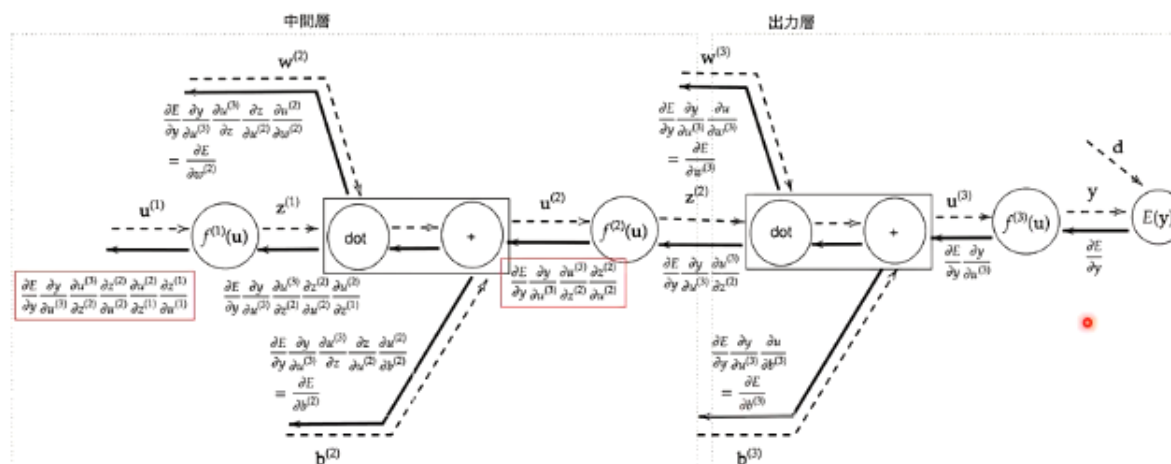 中間層
出力層
w⁽²⁾
w⁽³⁾
∂E/∂y ∂y/∂u⁽³⁾ ∂u⁽³⁾/∂z ∂z/∂u⁽²⁾ ∂u⁽²⁾/∂w⁽²⁾
= ∂E/∂w⁽²⁾
∂E/∂y ∂y/∂u⁽³⁾ ∂u/∂w⁽³⁾
= ∂E/∂w⁽³⁾
d
u⁽¹⁾
f⁽¹⁾(u)
z⁽¹⁾
dot
+
u⁽²⁾
f⁽²⁾(u)
z⁽²⁾
dot
+
u⁽³⁾
f⁽³⁾(u)
y
E(y)
∂E/∂y ∂y/∂u⁽³⁾ ∂u⁽³⁾/∂z⁽²⁾ ∂z⁽²⁾/∂u⁽²⁾ ∂u⁽²⁾/∂z⁽¹⁾ ∂z⁽¹⁾/∂u⁽¹⁾
∂E/∂y ∂y/∂u⁽³⁾ ∂u⁽³⁾/∂z⁽²⁾ ∂z⁽²⁾/∂u⁽²⁾ ∂u⁽²⁾/∂z⁽¹⁾
∂E/∂y ∂y/∂u⁽³⁾ ∂u⁽³⁾/∂z⁽²⁾ ∂z⁽²⁾/∂u⁽²⁾
∂E/∂y ∂y/∂u⁽³⁾ ∂u⁽³⁾/∂z⁽²⁾
∂E/∂y ∂y/∂u⁽³⁾
∂E/∂y
∂E/∂y ∂y/∂u⁽³⁾ ∂u⁽³⁾/∂z ∂z/∂u⁽²⁾ ∂u⁽²⁾/∂b⁽²⁾
= ∂E/∂b⁽²⁾
∂E/∂y ∂y/∂u⁽³⁾ ∂u/∂b⁽³⁾
= ∂E/∂b⁽³⁾
b⁽²⁾
b⁽³⁾